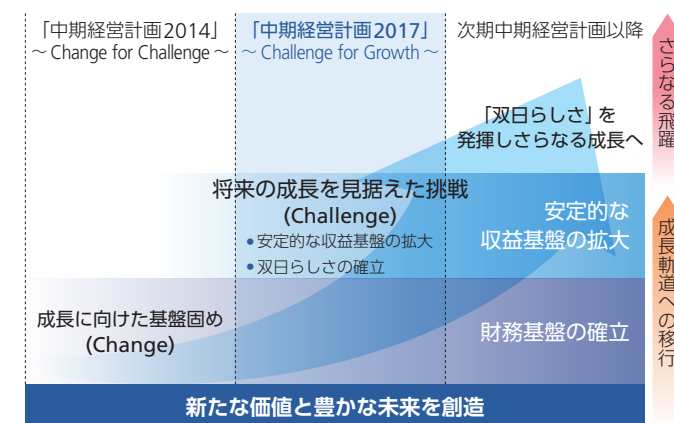 「中期経営計画2014」
～ Change for Challenge ～
「中期経営計画2017」
～ Challenge for Growth ～
次期中期経営計画以降
「双日らしさ」を
発揮しさらなる成長へ
将来の成長を見据えた挑戦
(Challenge)
•安定的な収益基盤の拡大
•双日らしさの確立
安定的な
収益基盤の拡大
成長に向けた基盤固め
(Change)
財務基盤の確立
新たな価値と豊かな未来を創造
さらなる飛躍
成長軌道への移行